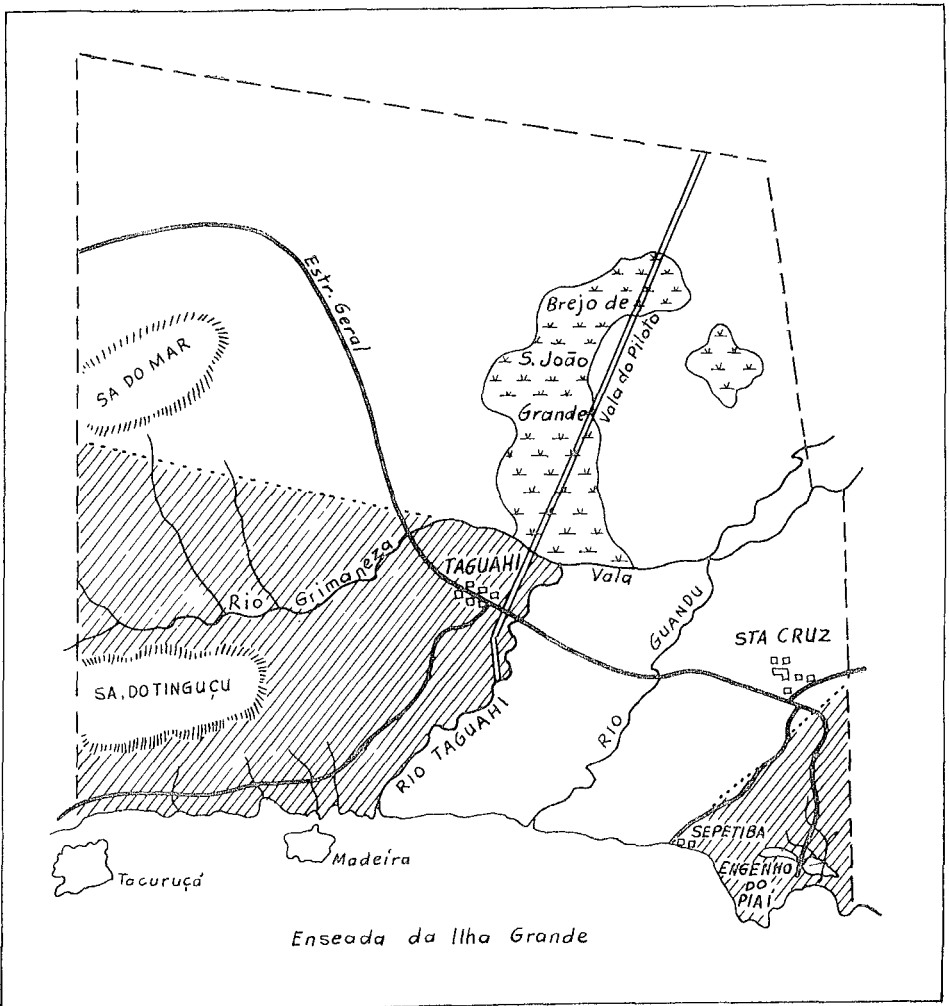 Estr. Geral
SA DO MAR
Brejo de
S. João
Grande
Vala do Piloto
Rio Grimaneza
TAGUAHI
Vala
RIO GUANDU
STA CRUZ
SA. DO TINGUÇU
RIO TAGUAHI
SEPETIBA
ENGENHO
DO
PIAÍ
Tacuruçá
Madeira
Enseada da Ilha Grande